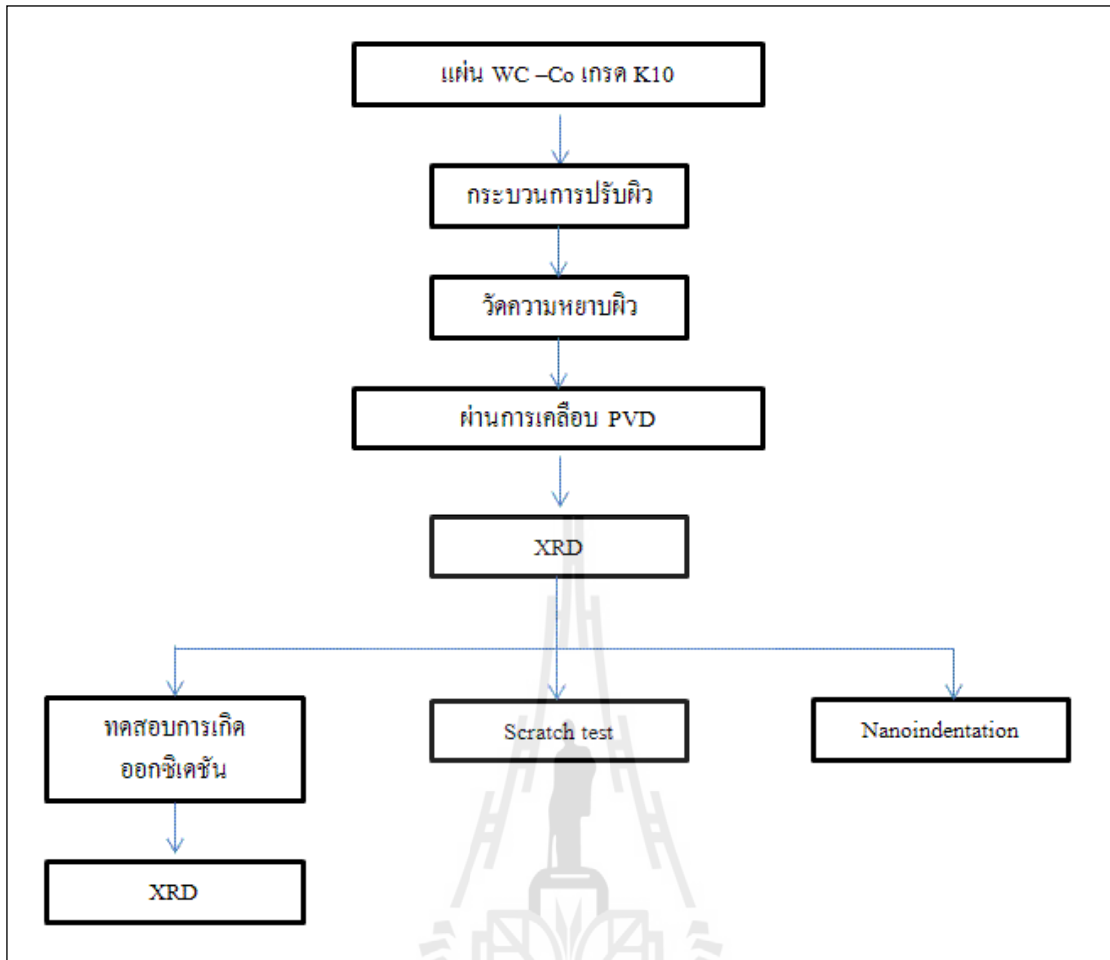 แผ่น WC –Co เกรด K10
กระบวนการปรับผิว
วัดความหยาบผิว
ผ่านการเคลือบ PVD
XRD
ทดสอบการเกิด
ออกซิเดชัน
Scratch test
Nanoindentation
XRD